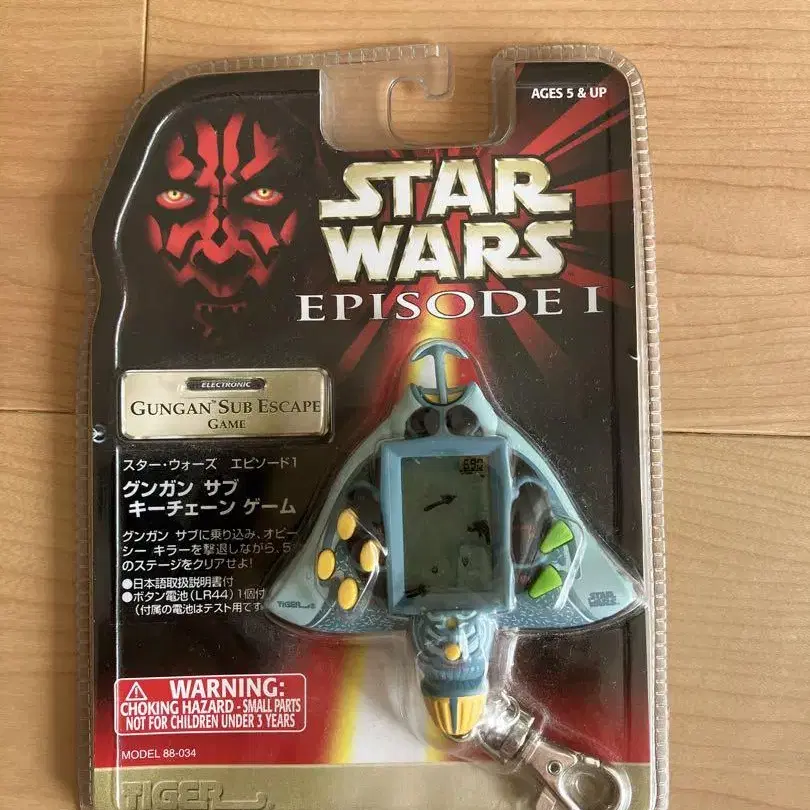 AGES 5 & UP
STAR
WARS
EPISODE I
ELECTRONIC
GUNGAN™ SUB ESCAPE
GAME
スター・ウォーズ エピソード1
グンガン サブ
キーチェーン ゲーム
グンガン サブに乗り込み、オピー
シー キラーを撃退しながら、5
のステージをクリアせよ!
●日本語取扱説明書付
●ボタン電池(LR44)1個付
(付属の電池はテスト用です
690
TIGER
STAR
WARS
WARNING:
CHOKING HAZARD - SMALL PARTS
NOT FOR CHILDREN UNDER 3 YEARS
MODEL 88-034
TIGER